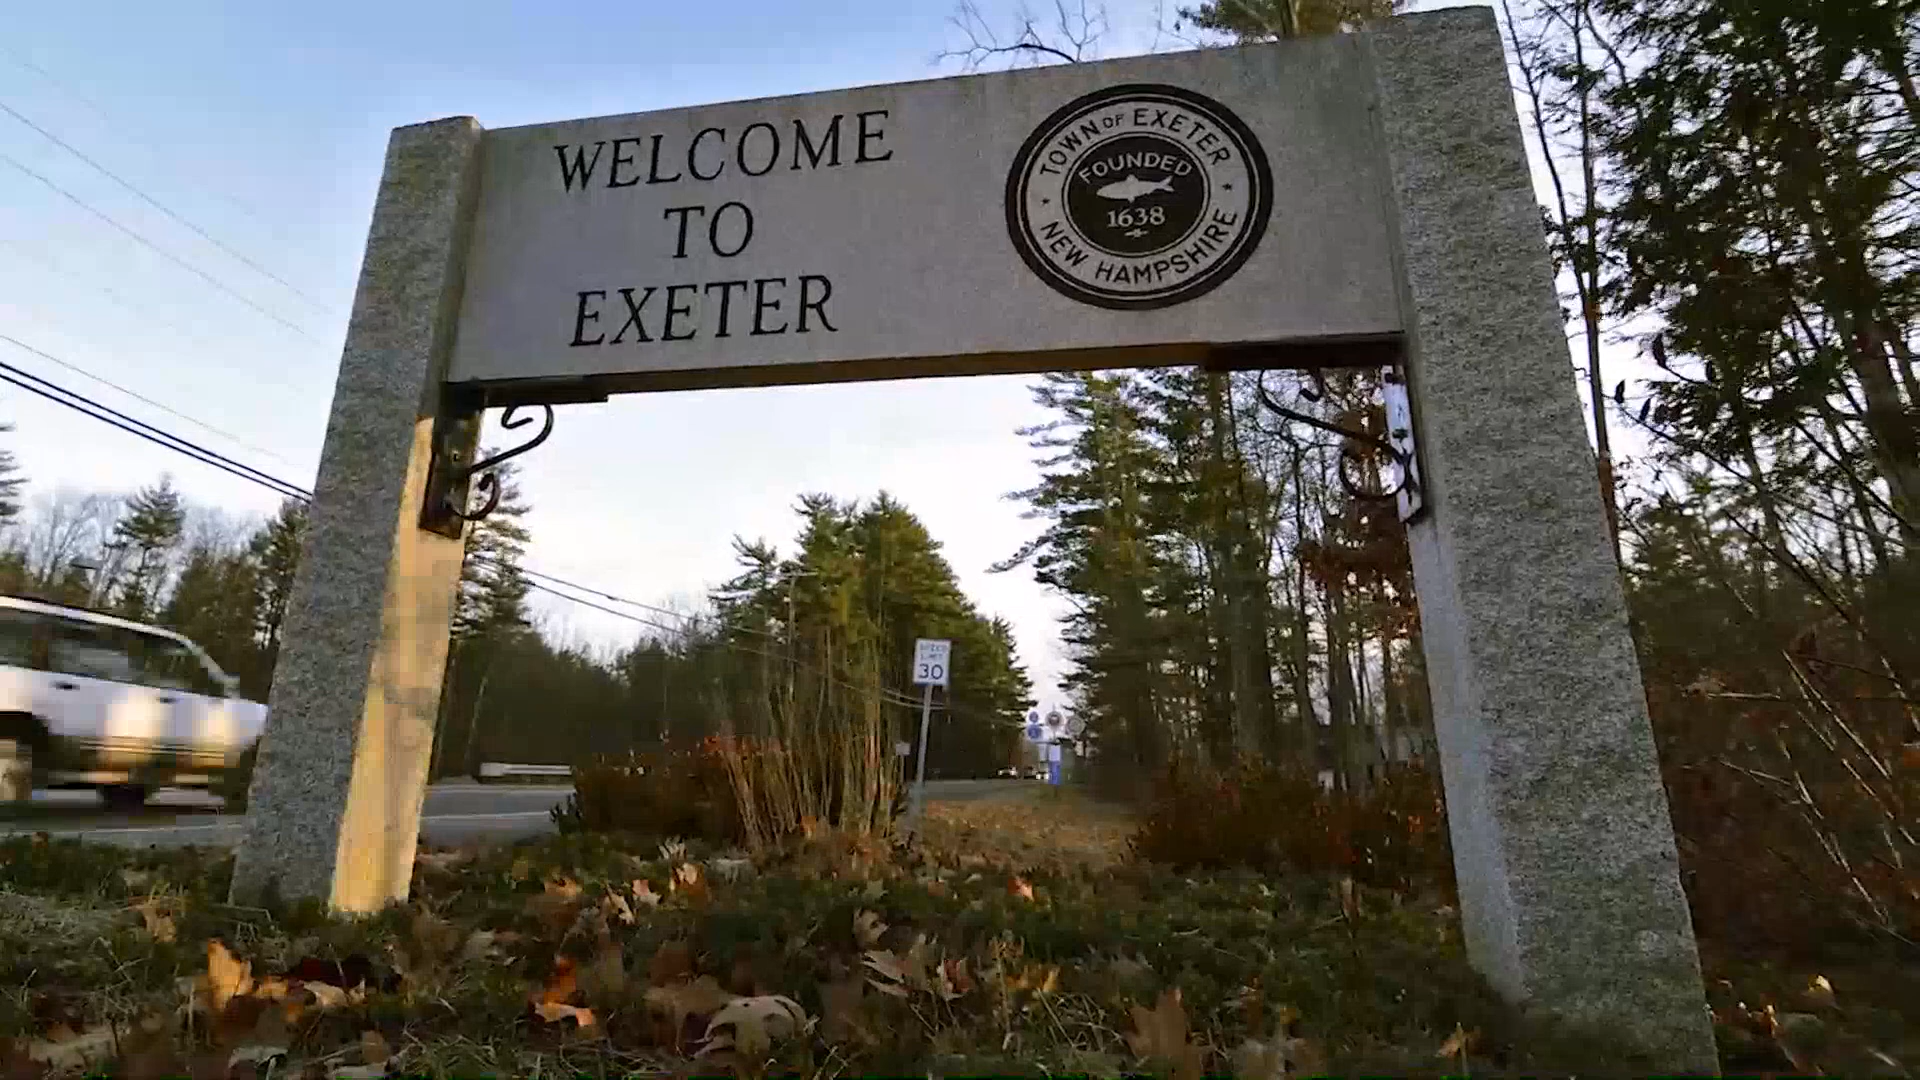 WELCOME
TO
EXETER
TOWN OF EXETER
FOUNDED
1638
NEW HAMPSHIRE
SPEED
LIMIT
30